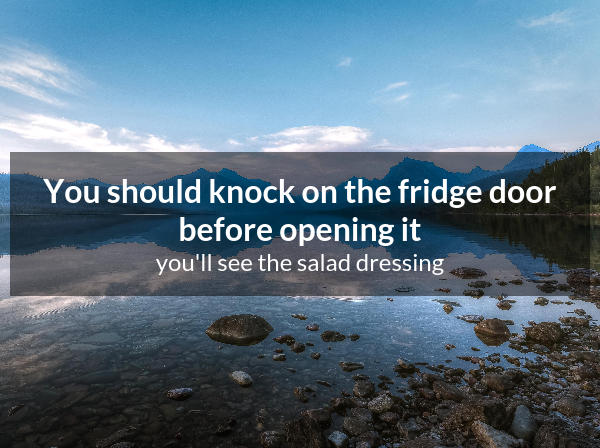 You should knock on the fridge door
before opening it
you'll see the salad dressing